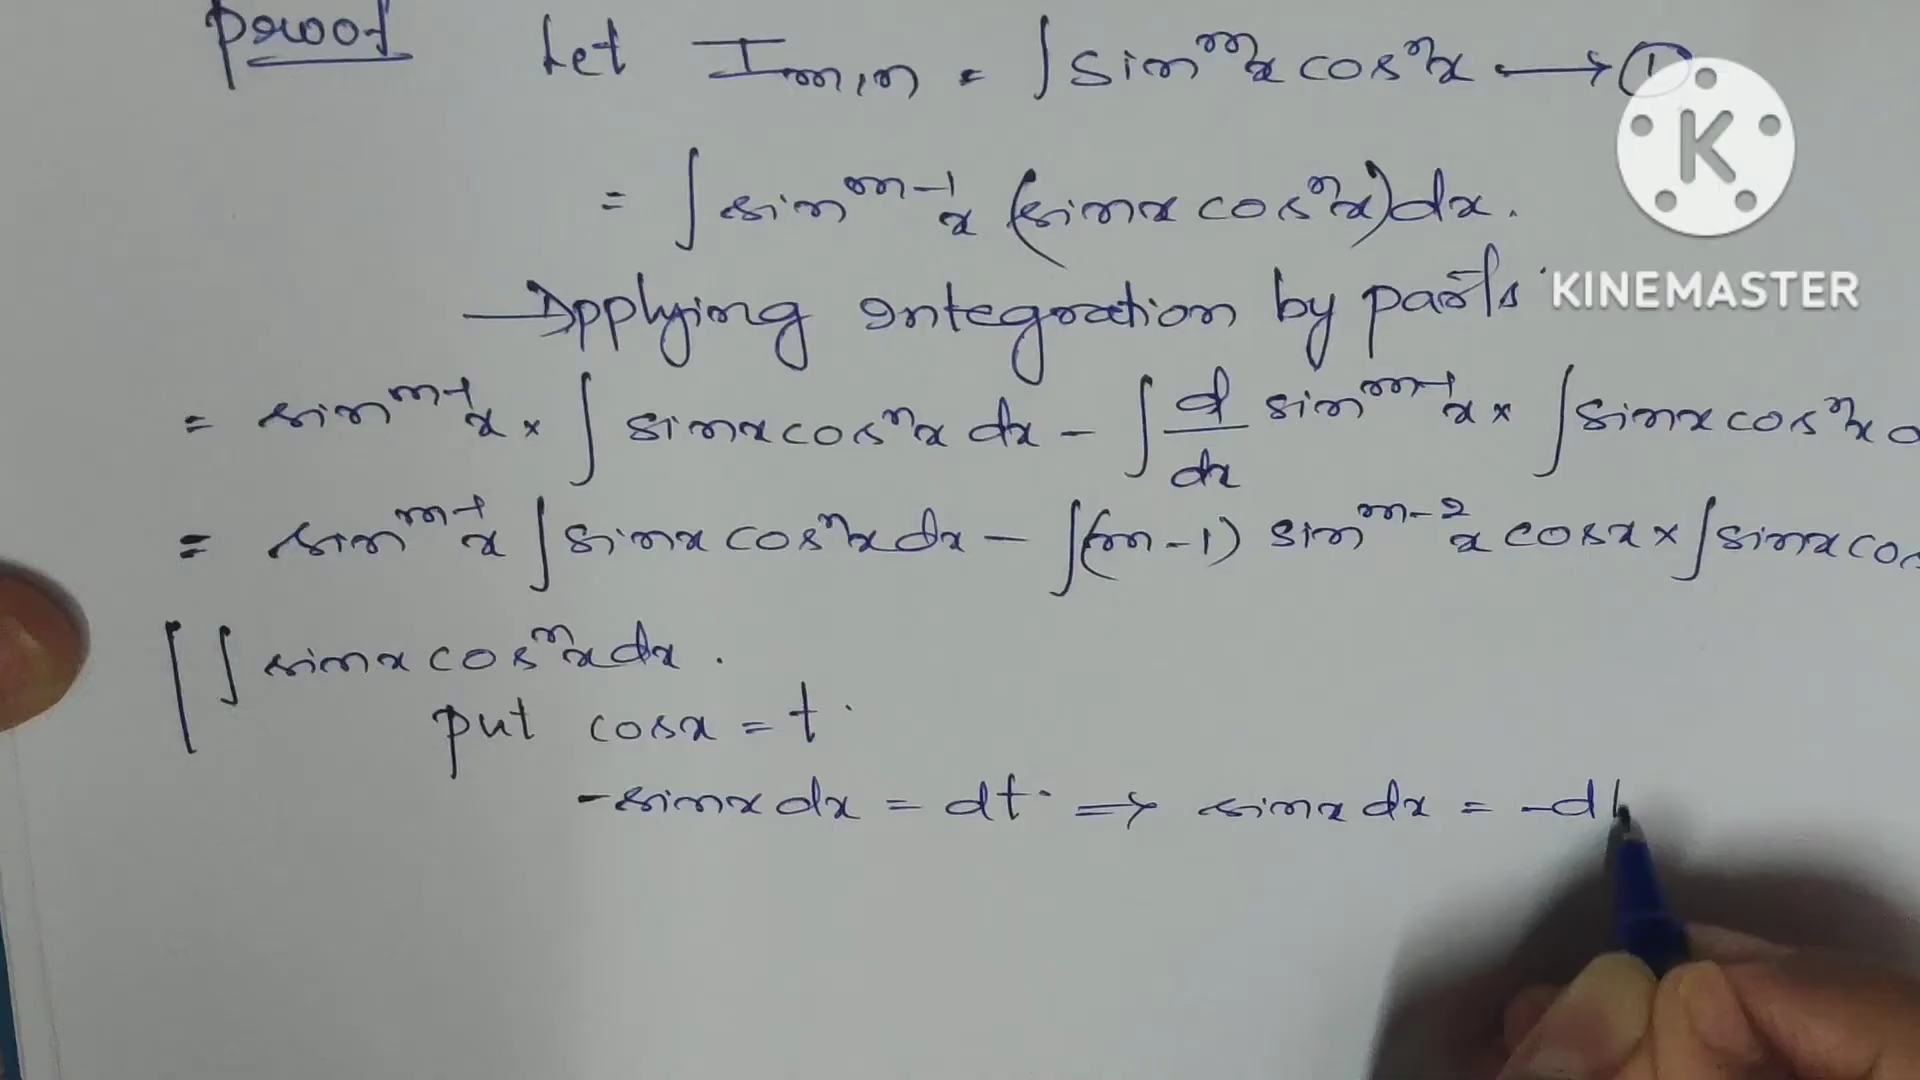 Proof Let I_{m,n} = ∫ sin^m x cos^n x → ①
= ∫ sin^{m-1} x (sin x cos^n x) dx.
K
KINEMASTER
Applying Integration by parts.
= sin^{m-1} x × ∫ sin x cos^n x dx - ∫ d/dx sin^{m-1} x × ∫ sin x cos^n x
= sin^{m-1} x ∫ sin x cos^n x dx - ∫ (m-1) sin^{m-2} x cos x × ∫ sin x
[ ∫ sin x cos^n x dx.
put cos x = t.
- sin x dx = dt. ⇒ sin x dx = -d